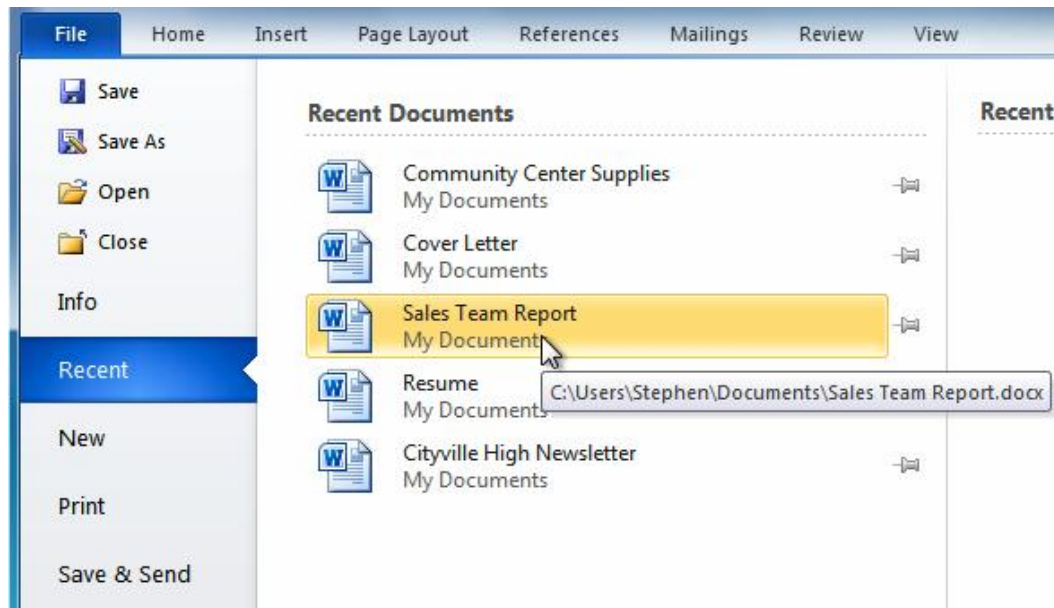 File Home Insert Page Layout References Mailings Review View
Save
Save As
Open
Close
Info
Recent
New
Print
Save & Send
Recent Documents
Community Center Supplies
My Documents
Cover Letter
My Documents
Sales Team Report
My Document
C:\Users\Stephen\Documents\Sales Team Report.docx
Resume
My Documents
Cityville High Newsletter
My Documents
Recent